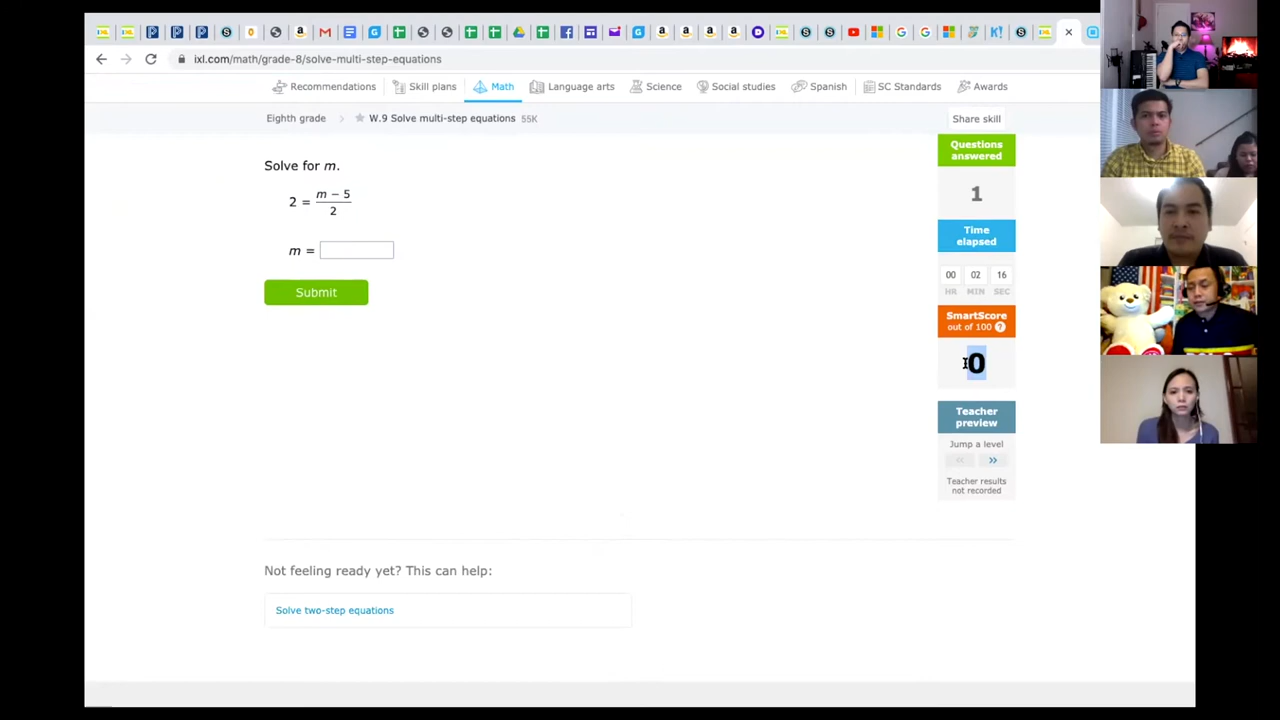 ixl.com/math/grade-8/solve-multi-step-equations
Recommendations Skill plans Math Language arts Science Social studies Spanish SC Standards Awards
Eighth grade > W.9 Solve multi-step equations 55K
Share skill
Solve for m.
2 = (m − 5)/2
m =
Submit
Questions
answered
1
Time
elapsed
00 02 16
HR MIN SEC
SmartScore
out of 100 ?
0
Teacher
preview
Jump a level
<< >>
Teacher results
not recorded
Not feeling ready yet? This can help:
Solve two-step equations